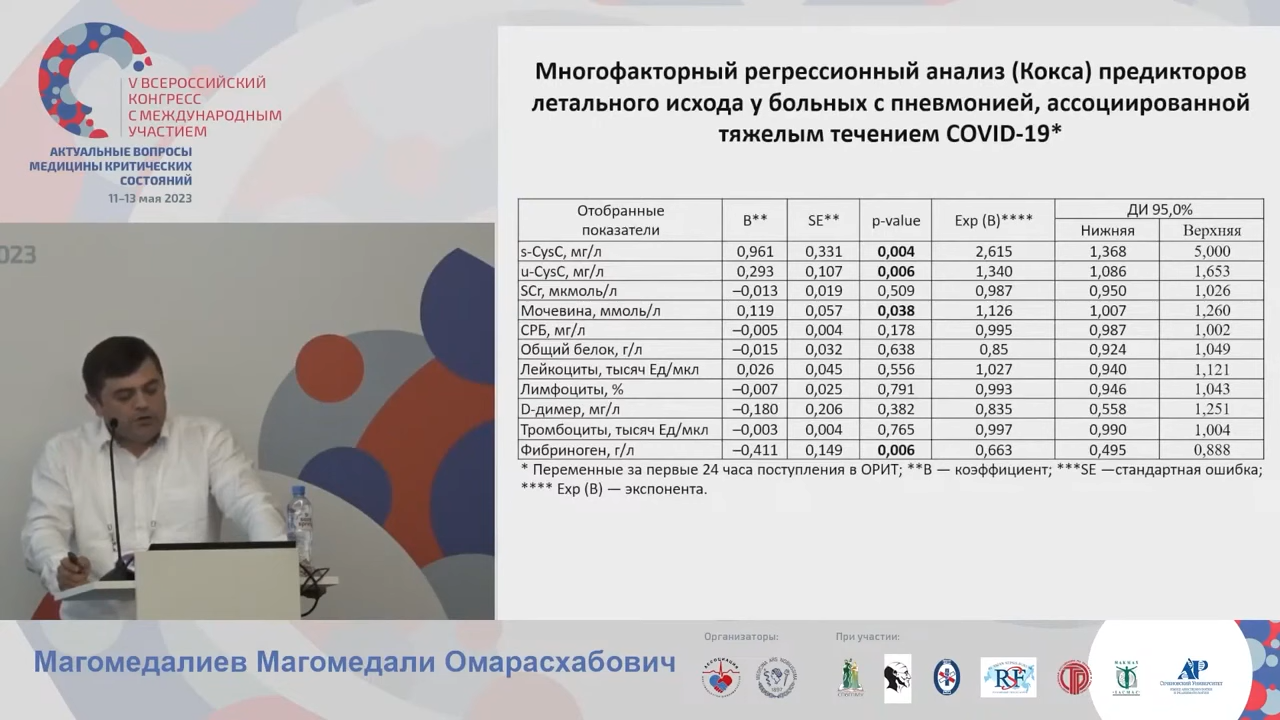 V ВСЕРОССИЙСКИЙ
КОНГРЕСС
С МЕЖДУНАРОДНЫМ
УЧАСТИЕМ
АКТУАЛЬНЫЕ ВОПРОСЫ
МЕДИЦИНЫ КРИТИЧЕСКИХ
СОСТОЯНИЙ
11–13 мая 2023
023
Многофакторный регрессионный анализ (Кокса) предикторов
летального исхода у больных с пневмонией, ассоциированной
тяжелым течением COVID-19*
Отобранные показатели B** SE** p-value Exp (B)**** ДИ 95,0%
Нижняя Верхняя
s-CysC, мг/л 0,961 0,331 0,004 2,615 1,368 5,000
u-CysC, мг/л 0,293 0,107 0,006 1,340 1,086 1,653
SCr, мкмоль/л –0,013 0,019 0,509 0,987 0,950 1,026
Мочевина, ммоль/л 0,119 0,057 0,038 1,126 1,007 1,260
СРБ, мг/л –0,005 0,004 0,178 0,995 0,987 1,002
Общий белок, г/л –0,015 0,032 0,638 0,85 0,924 1,049
Лейкоциты, тысяч Ед/мкл 0,026 0,045 0,556 1,027 0,940 1,121
Лимфоциты, % –0,007 0,025 0,791 0,993 0,946 1,043
D-димер, мг/л –0,180 0,206 0,382 0,835 0,558 1,251
Тромбоциты, тысяч Ед/мкл –0,003 0,004 0,765 0,997 0,990 1,004
Фибриноген, г/л –0,411 0,149 0,006 0,663 0,495 0,888
* Переменные за первые 24 часа поступления в ОРИТ; **B — коэффициент; ***SE —стандартная ошибка;
**** Exp (B) — экспонента.
Магомедалиев Магомедали Омарасхабович
Организаторы:
При участии: